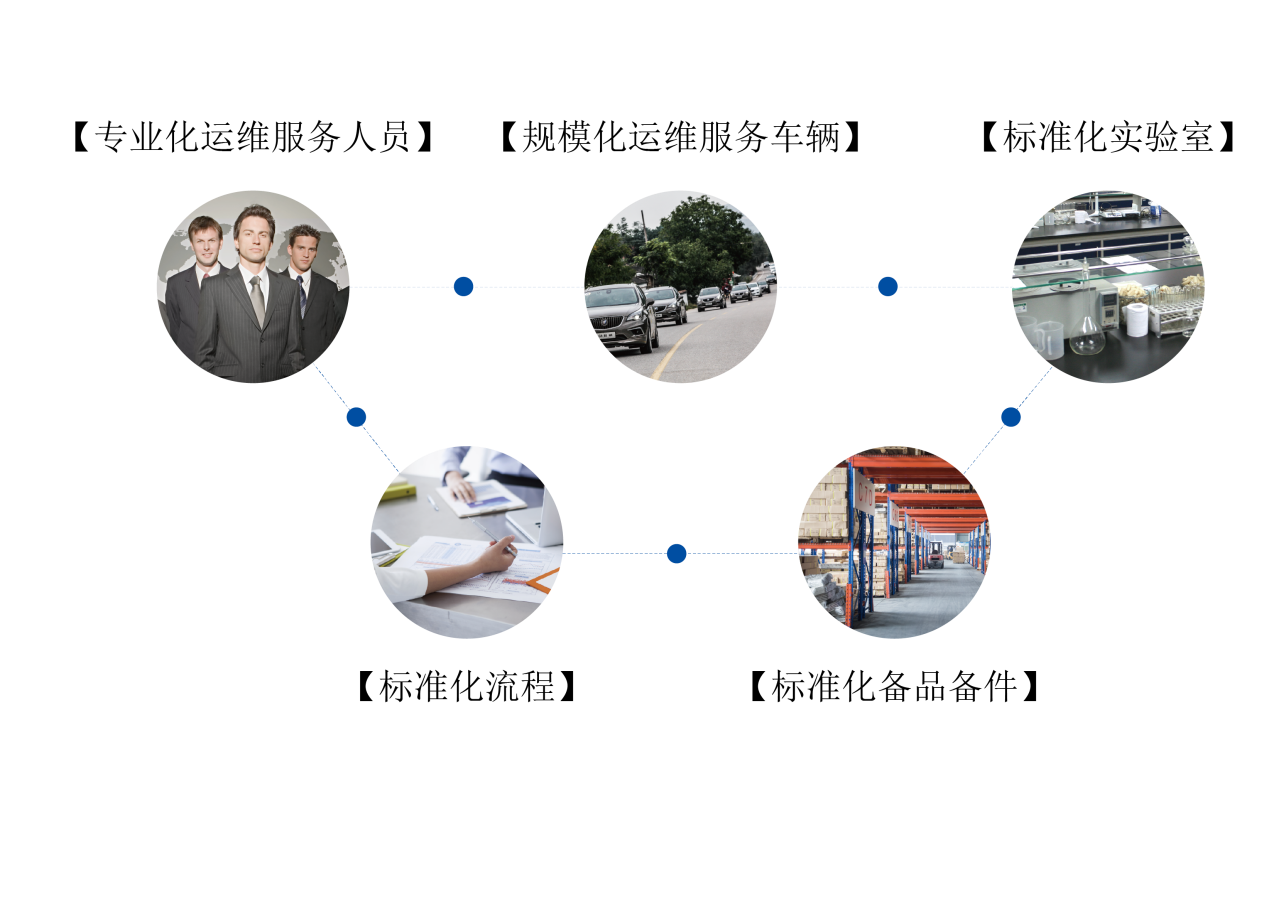 【专业化运维服务人员】
【规模化运维服务车辆】
【标准化实验室】
【标准化流程】
【标准化备品备件】